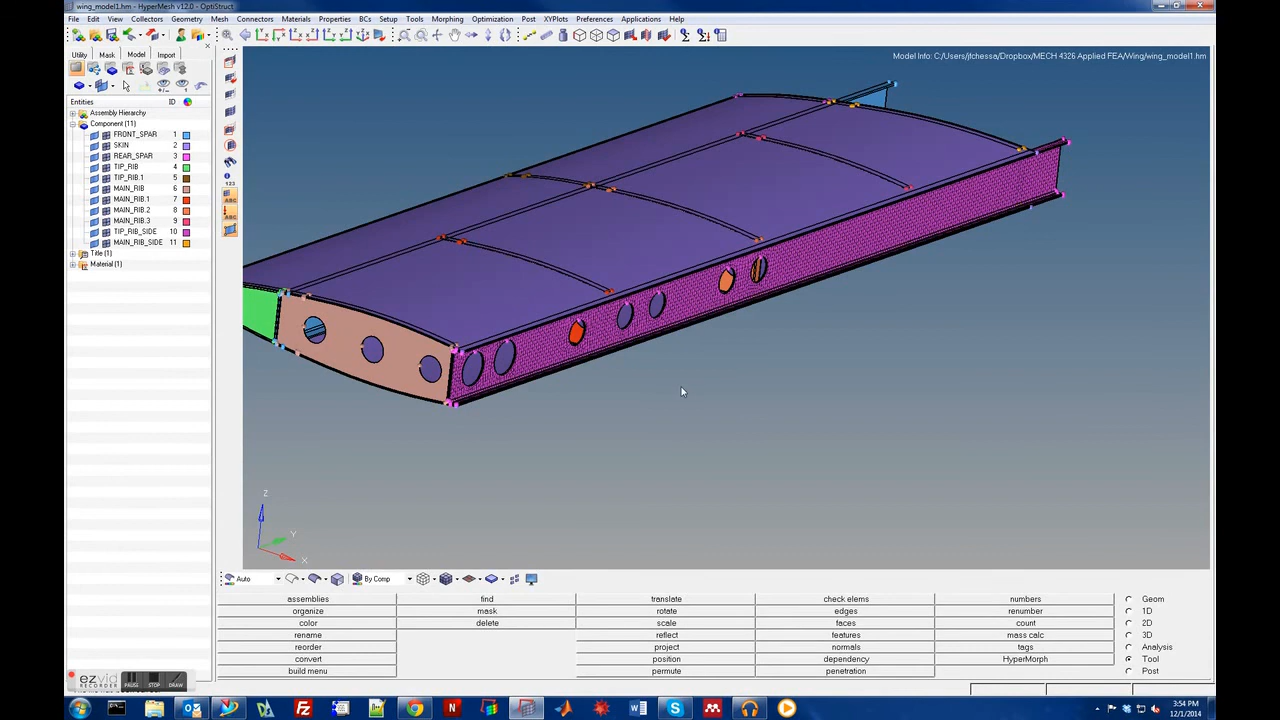 wing_model1.hm - HyperMesh v12.0 - OptiStruct
File Edit View Collectors Geometry Mesh Connectors Materials Properties BCs Setup Tools Morphing Optimization Post XYPlots Preferences Applications Help
Utility Mask Model Import
Model Info: C:/Users/jfchessa/Dropbox/MECH 4326 Applied FEA/Wing/wing_model1.hm
Entities ID
Assembly Hierarchy
Component (11)
FRONT_SPAR 1
SKIN 2
REAR_SPAR 3
TIP_RIB 4
TIP_RIB.1 5
MAIN_RIB 6
MAIN_RIB.1 7
MAIN_RIB.2 8
MAIN_RIB.3 9
TIP_RIB_SIDE 10
MAIN_RIB_SIDE 11
Title (1)
Material (1)
123
ABC
ABC
Z
Y
X
Auto By Comp
assemblies find translate check elems numbers Geom
organize mask rotate edges renumber 1D
color delete scale faces count 2D
rename reflect features mass calc 3D
reorder project normals tags Analysis
convert position dependency HyperMorph Tool
build menu permute penetration Post
ezvid
RECORDER
PAUSE STOP DRAW
3:54 PM
12/1/2014